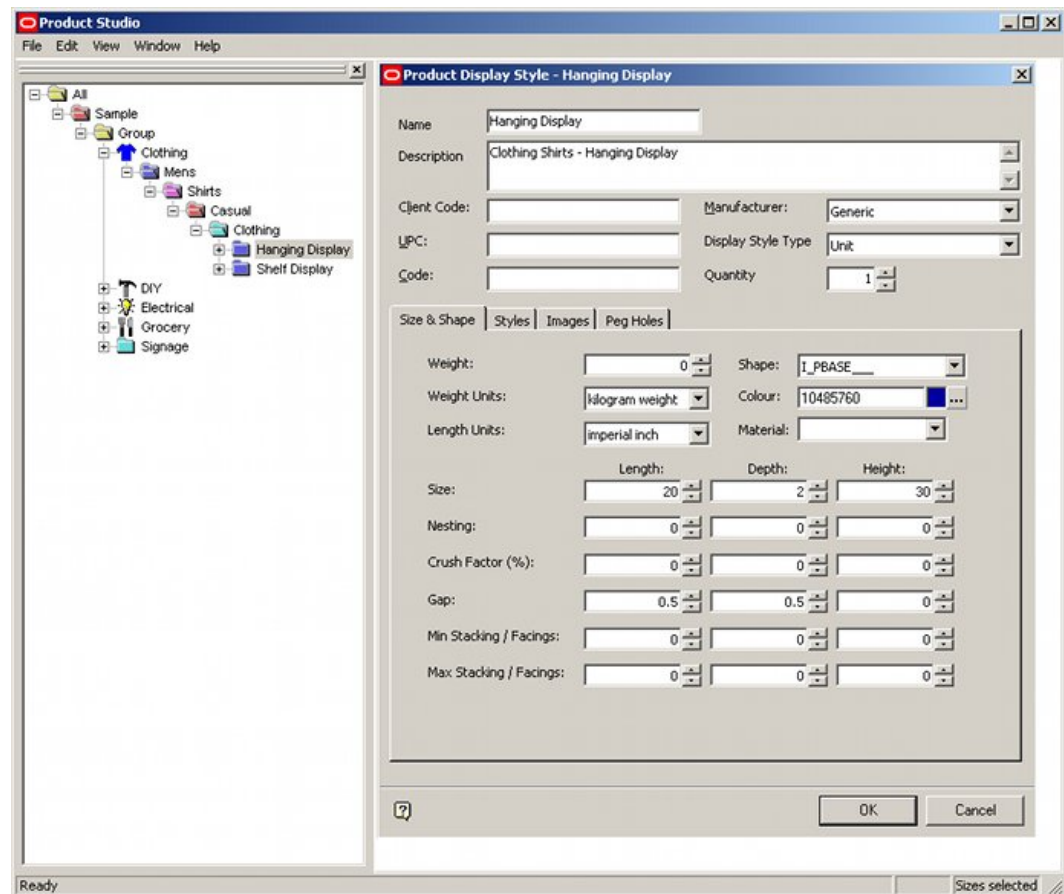 Product Studio
File Edit View Window Help
All
Sample
Group
Clothing
Mens
Shirts
Casual
Clothing
Hanging Display
Shelf Display
DIY
Electrical
Grocery
Signage
Product Display Style - Hanging Display
Name Hanging Display
Description Clothing Shirts - Hanging Display
Client Code: Manufacturer: Generic
UPC: Display Style Type Unit
Code: Quantity 1
Size & Shape Styles Images Peg Holes
Weight: 0 Shape: I_PBASE___
Weight Units: kilogram weight Colour: 10485760 ...
Length Units: imperial inch Material:
Length: Depth: Height:
Size: 20 2 30
Nesting: 0 0 0
Crush Factor (%): 0 0 0
Gap: 0.5 0.5 0
Min Stacking / Facings: 0 0 0
Max Stacking / Facings: 0 0 0
OK Cancel
Ready Sizes selected